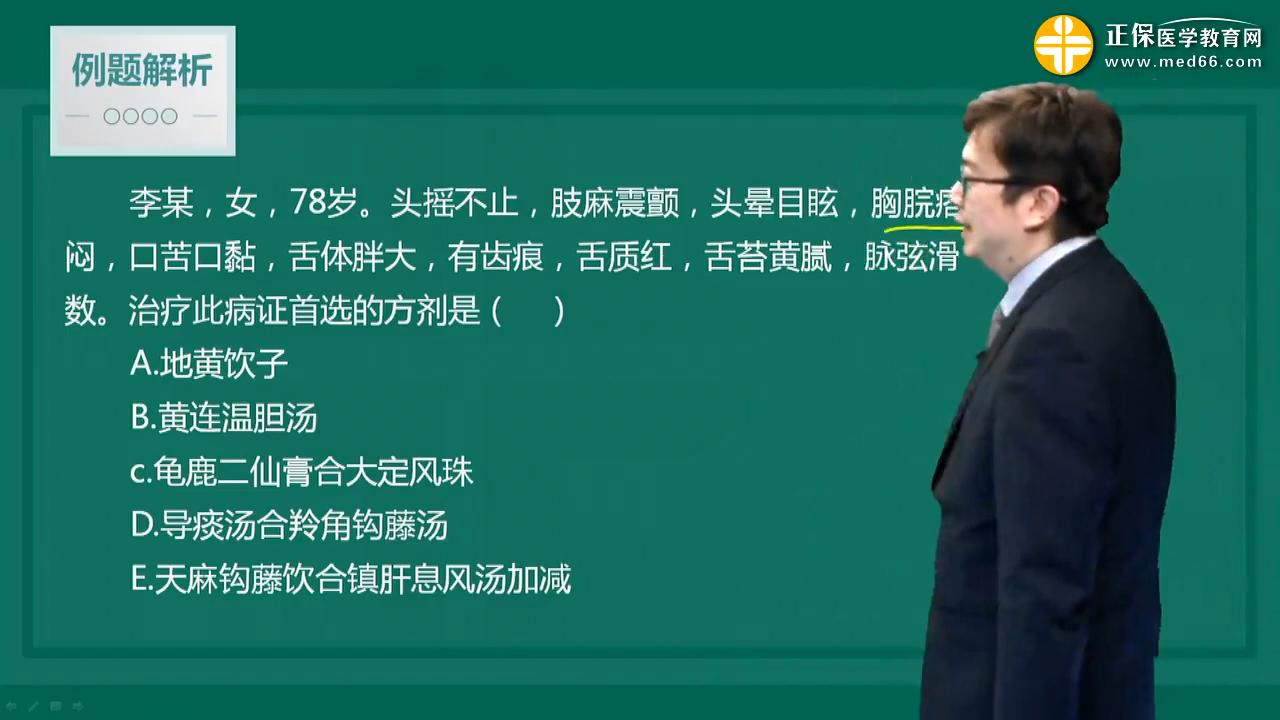 例题解析
正保医学教育网
www.med66.com
李某，女，78岁。头摇不止，肢麻震颤，头晕目眩，胸脘痞
闷，口苦口黏，舌体胖大，有齿痕，舌质红，舌苔黄腻，脉弦滑
数。治疗此病证首选的方剂是（ ）
A.地黄饮子
B.黄连温胆汤
c.龟鹿二仙膏合大定风珠
D.导痰汤合羚角钩藤汤
E.天麻钩藤饮合镇肝息风汤加减